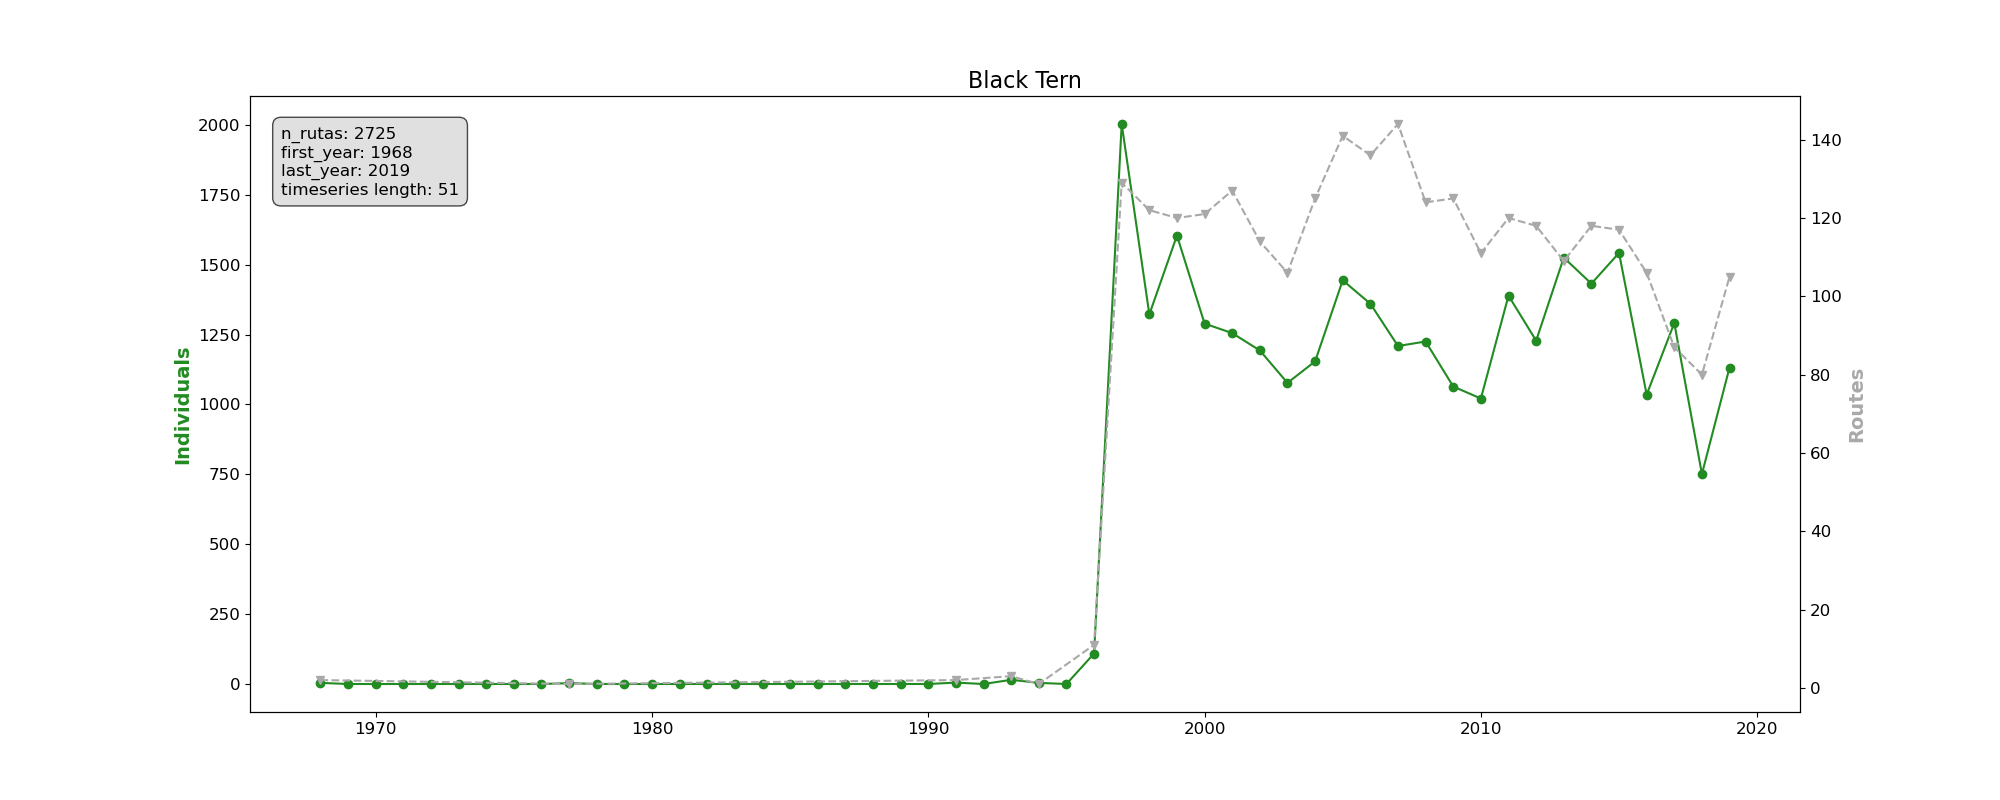 Black Tern
n_rutas: 2725
first_year: 1968
last_year: 2019
timeseries length: 51
Individuals
2000
1750
1500
1250
1000
750
500
250
0
140
120
100
80
60
40
20
0
Routes
1970 1980 1990 2000 2010 2020